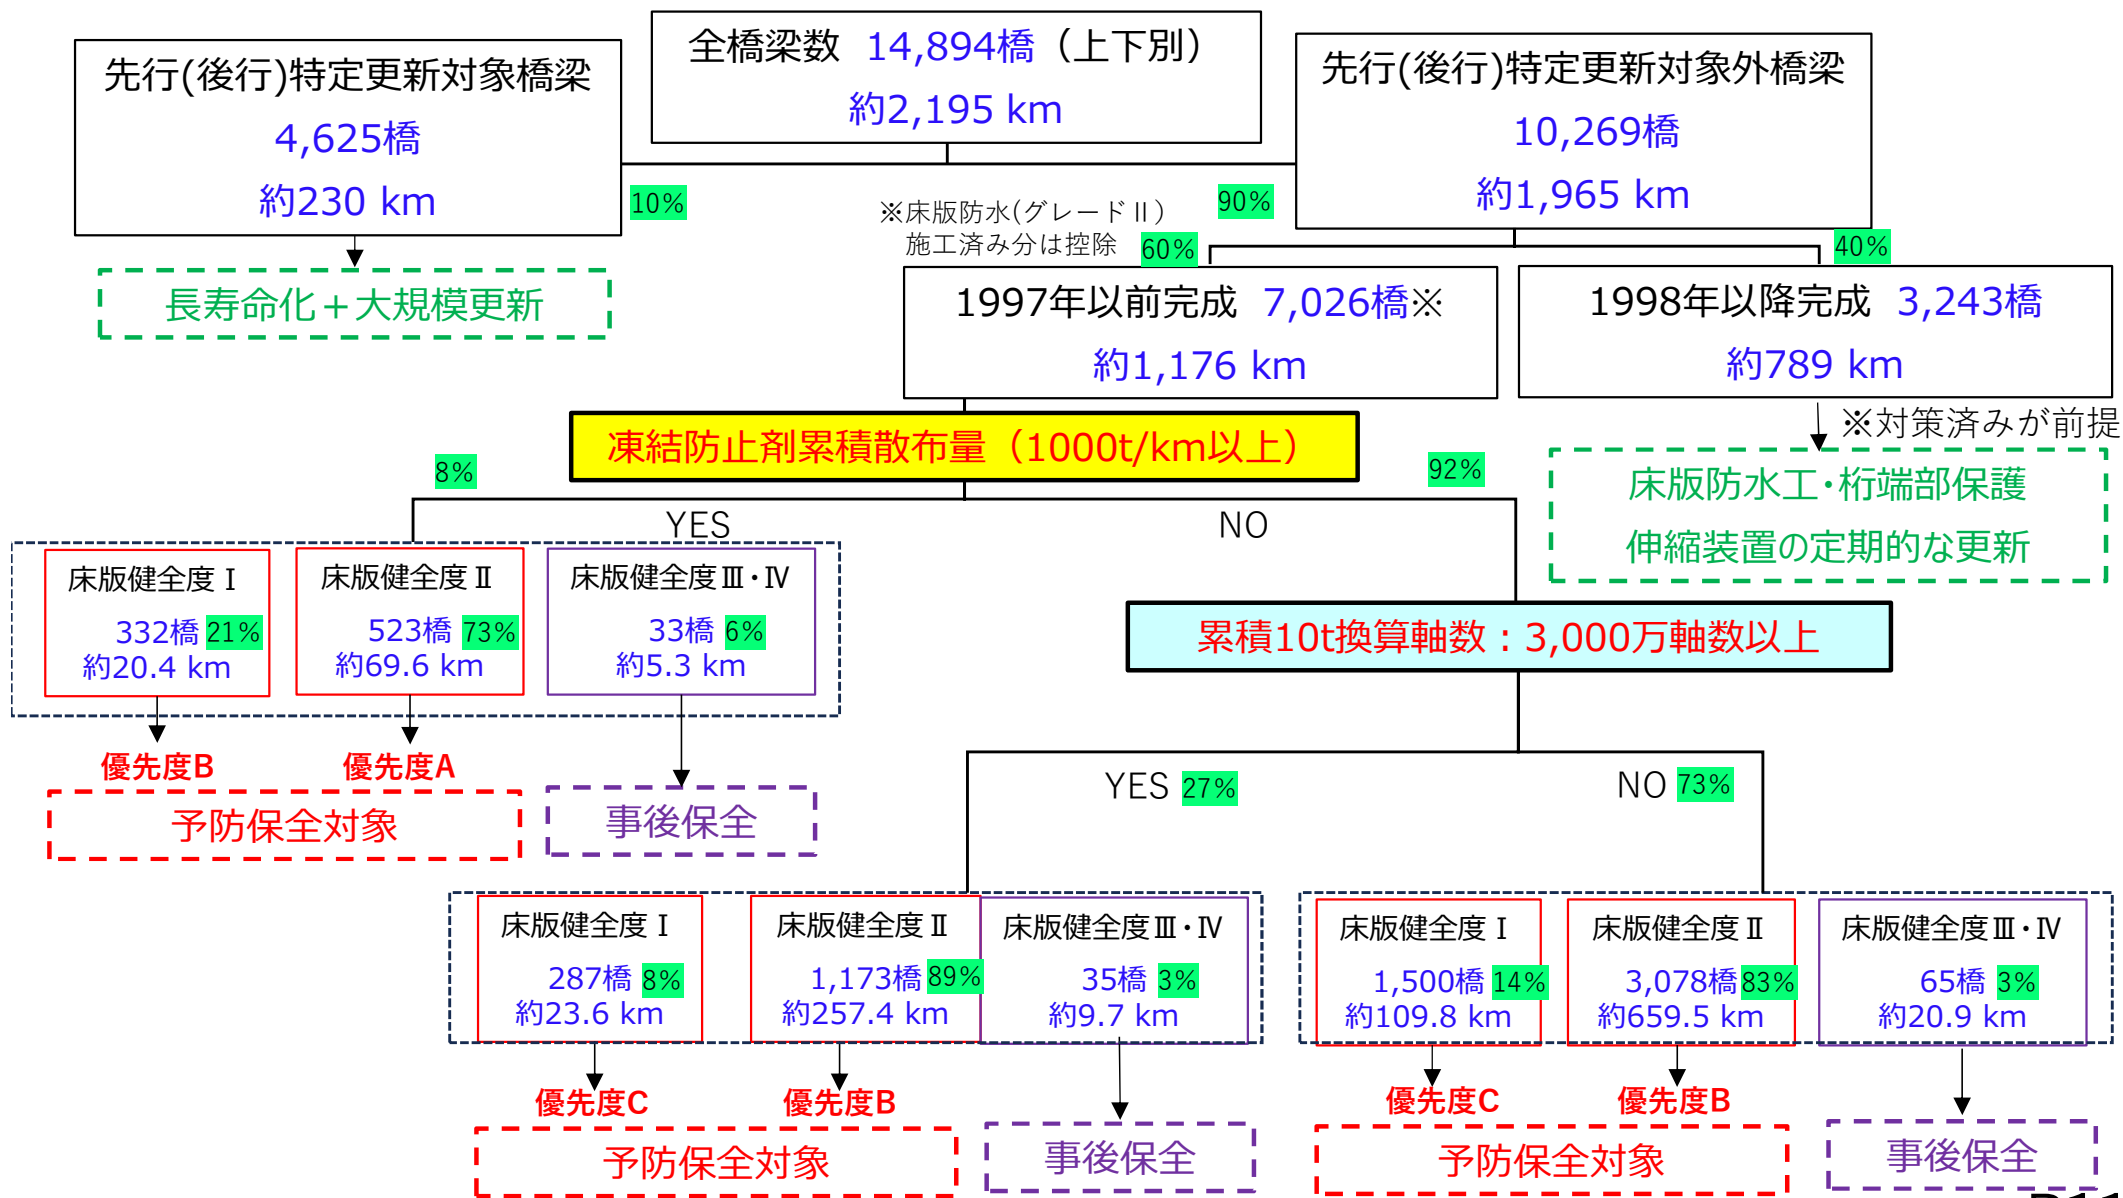 全橋梁数 14,894橋（上下別）
約2,195 km
先行(後行)特定更新対象橋梁
4,625橋
約230 km
10%
先行(後行)特定更新対象外橋梁
10,269橋
約1,965 km
90%
※床版防水(グレードⅡ)
施工済み分は控除
60%
40%
長寿命化＋大規模更新
1997年以前完成 7,026橋※
約1,176 km
1998年以降完成 3,243橋
約789 km
※対策済みが前提
床版防水工・桁端部保護
伸縮装置の定期的な更新
凍結防止剤累積散布量（1000t/km以上）
8%
92%
YES
NO
床版健全度Ⅰ
332橋 21%
約20.4 km
床版健全度Ⅱ
523橋 73%
約69.6 km
床版健全度Ⅲ・Ⅳ
33橋 6%
約5.3 km
累積10t換算軸数：3,000万軸数以上
優先度B
優先度A
予防保全対象
事後保全
YES 27%
NO 73%
床版健全度Ⅰ
287橋 8%
約23.6 km
床版健全度Ⅱ
1,173橋 89%
約257.4 km
床版健全度Ⅲ・Ⅳ
35橋 3%
約9.7 km
床版健全度Ⅰ
1,500橋 14%
約109.8 km
床版健全度Ⅱ
3,078橋 83%
約659.5 km
床版健全度Ⅲ・Ⅳ
65橋 3%
約20.9 km
優先度C
優先度B
予防保全対象
事後保全
優先度C
優先度B
予防保全対象
事後保全